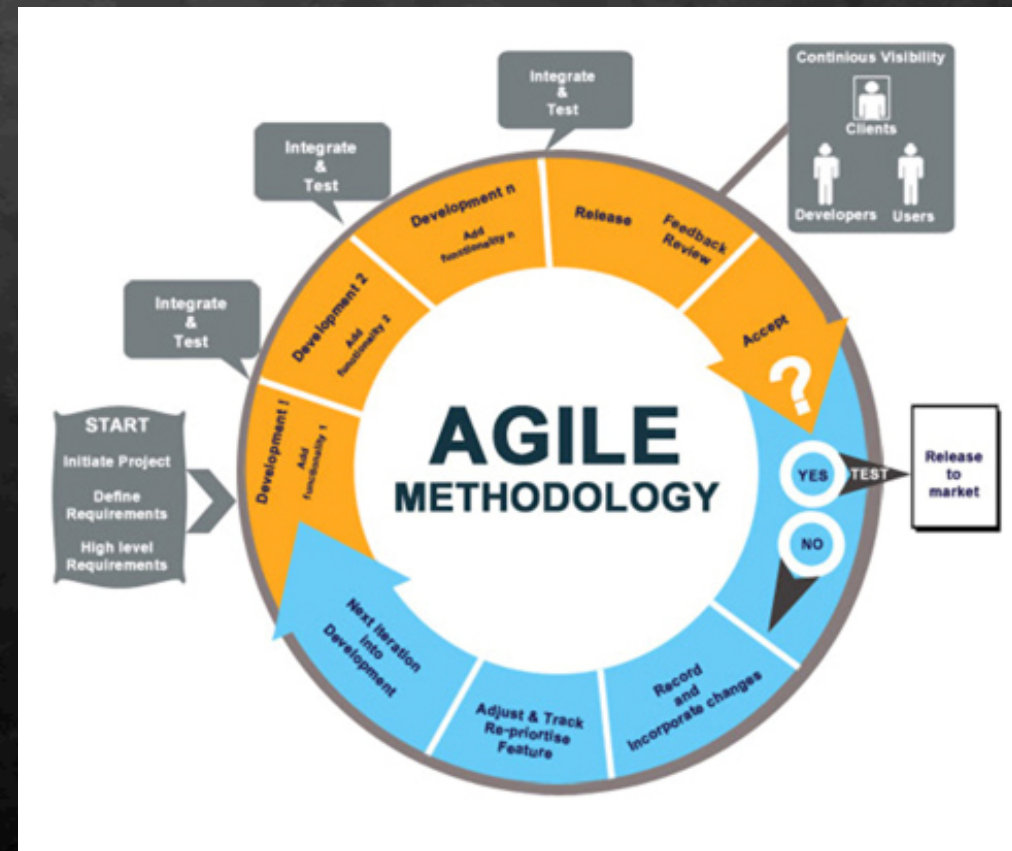 START
Initiate Project
Define
Requirements
High level
Requirements
Integrate
&
Test
Integrate
&
Test
Integrate
&
Test
Continious Visibility
Clients
Developers
Users
Development 1
Add
functionality 1
Development 2
Add
functionality 2
Development n
Add
functionality n
Release
Feedback
Review
Accept
?
YES
TEST
Release
to
market
NO
Record
and
Incorporate changes
Adjust & Track
Re-priortise
Feature
Next Iteration
into
Development
AGILE
METHODOLOGY